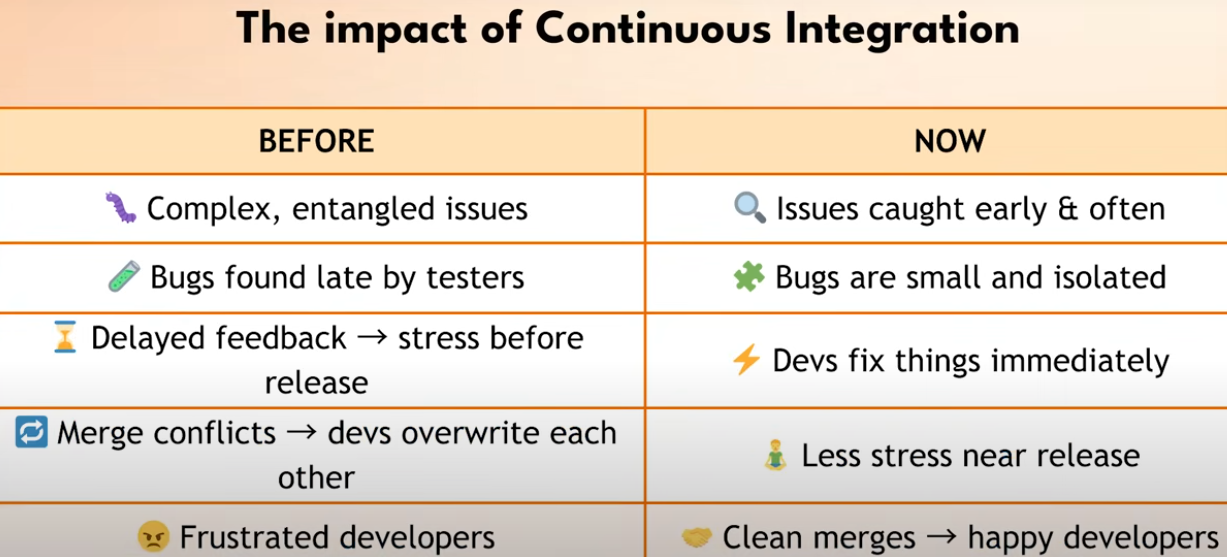 The impact of Continuous Integration
BEFORE
NOW
🐛 Complex, entangled issues
🔍 Issues caught early & often
🧪 Bugs found late by testers
🧩 Bugs are small and isolated
⏳ Delayed feedback → stress before
release
⚡ Devs fix things immediately
🔁 Merge conflicts → devs overwrite each
other
🧘 Less stress near release
😠 Frustrated developers
🤝 Clean merges → happy developers